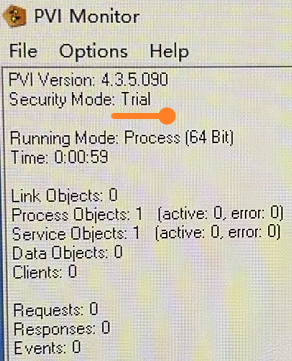 PVI Monitor
File Options Help
PVI Version: 4.3.5.090
Security Mode: Trial
Running Mode: Process (64 Bit)
Time: 0:00:59
Link Objects: 0
Process Objects: 1 (active: 0, error: 0)
Service Objects: 1 (active: 0, error: 0)
Data Objects: 0
Clients: 0
Requests: 0
Responses: 0
Events: 0